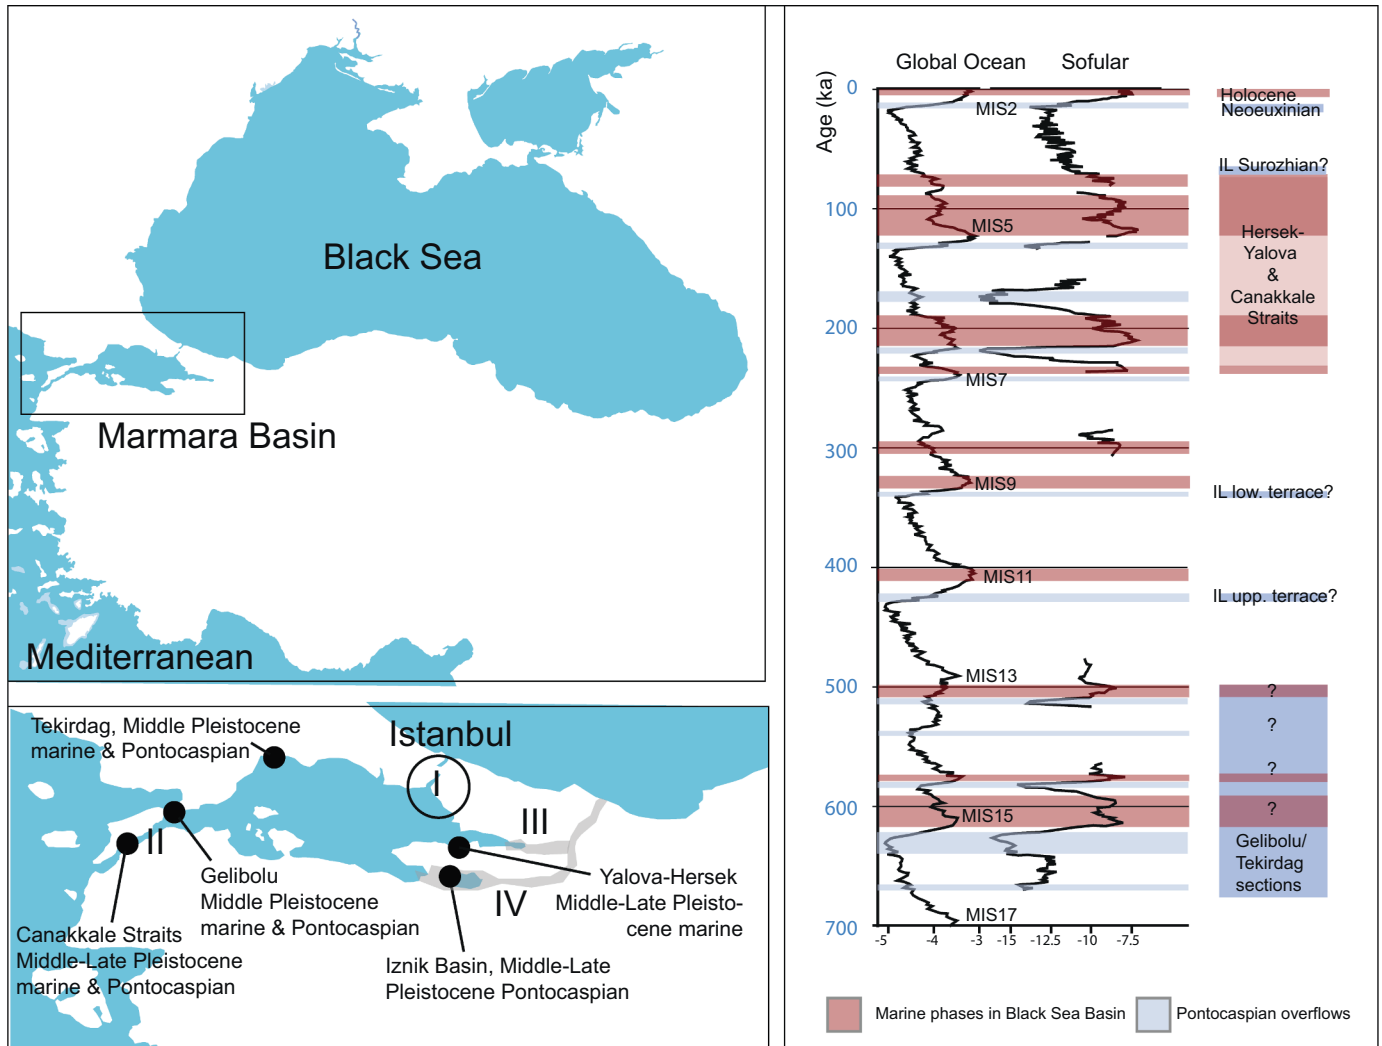 Black Sea
Marmara Basin
Mediterranean
Tekirdag, Middle Pleistocene
marine & Pontocaspian
Istanbul
I
II
III
IV
Gelibolu
Middle Pleistocene
marine & Pontocaspian
Yalova-Hersek
Middle-Late Pleisto-
cene marine
Canakkale Straits
Middle-Late Pleistocene
marine & Pontocaspian
Iznik Basin, Middle-Late
Pleistocene Pontocaspian
Global Ocean
Sofular
Age (ka)
0
100
200
300
400
500
600
700
MIS2
MIS5
MIS7
MIS9
MIS11
MIS13
MIS15
MIS17
-5
-4
-3
-15
-12.5
-10
-7.5
Holocene
Neoeuxinian
IL Surozhian?
Hersek-
Yalova
&
Canakkale
Straits
IL low. terrace?
IL upp. terrace?
?
?
?
?
Gelibolu/
Tekirdag
sections
Marine phases in Black Sea Basin
Pontocaspian overflows